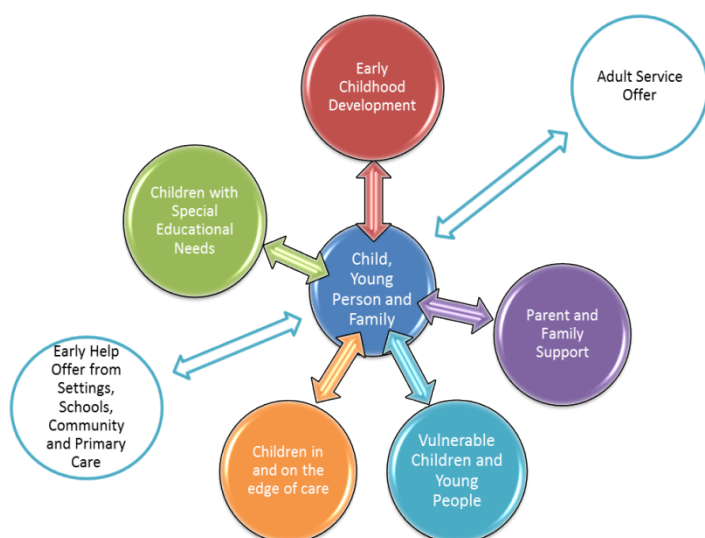 Early
Childhood
Development
Adult Service
Offer
Children with
Special
Educational
Needs
Child,
Young
Person and
Family
Parent and
Family
Support
Early Help
Offer from
Settings,
Schools,
Community
and Primary
Care
Children in
and on the
edge of care
Vulnerable
Children and
Young
People